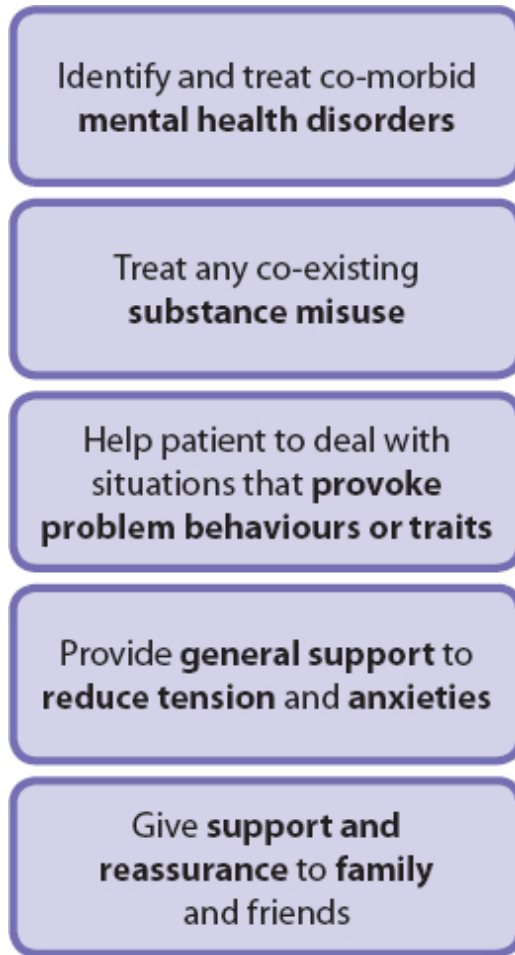 Identify and treat co-morbid
mental health disorders
Treat any co-existing
substance misuse
Help patient to deal with
situations that provoke
problem behaviours or traits
Provide general support to
reduce tension and anxieties
Give support and
reassurance to family
and friends